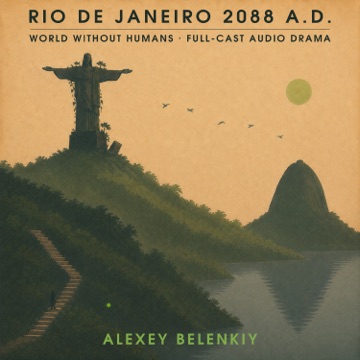 RIO DE JANEIRO 2088 A.D.
WORLD WITHOUT HUMANS · FULL-CAST AUDIO DRAMA
ALEXEY BELENKIY